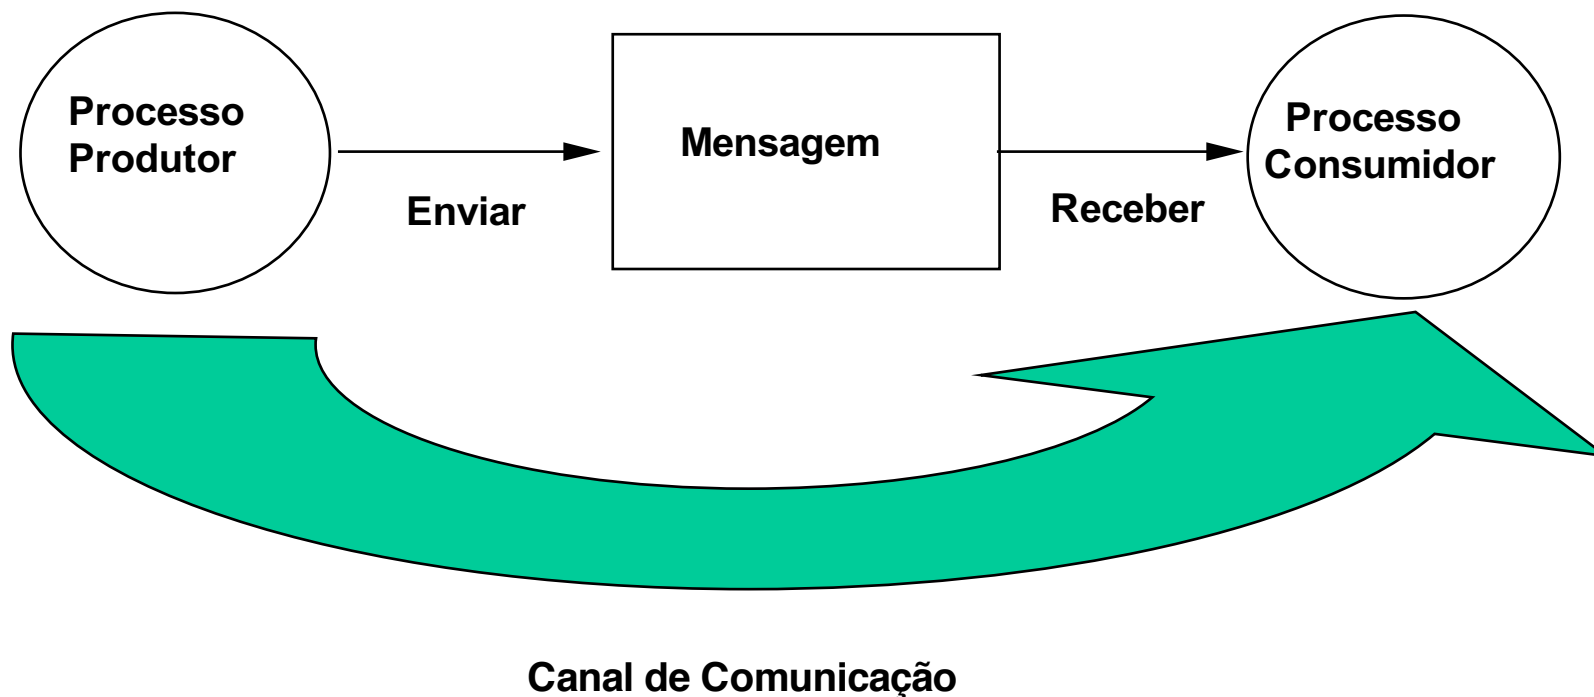 Processo
Produtor
Enviar
Mensagem
Receber
Processo
Consumidor
Canal de Comunicação